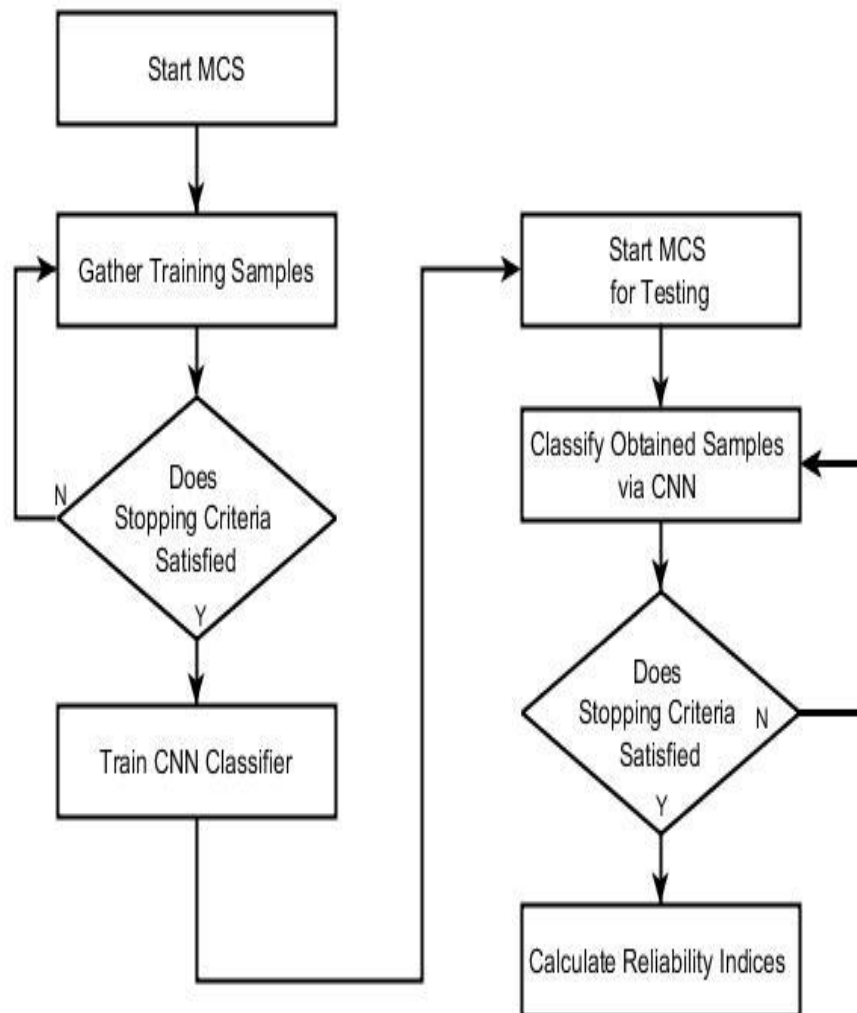 Start MCS
Gather Training Samples
Does
Stopping Criteria
Satisfied
N
Y
Train CNN Classifier
Start MCS
for Testing
Classify Obtained Samples
via CNN
Does
Stopping Criteria
Satisfied
N
Y
Calculate Reliability Indices